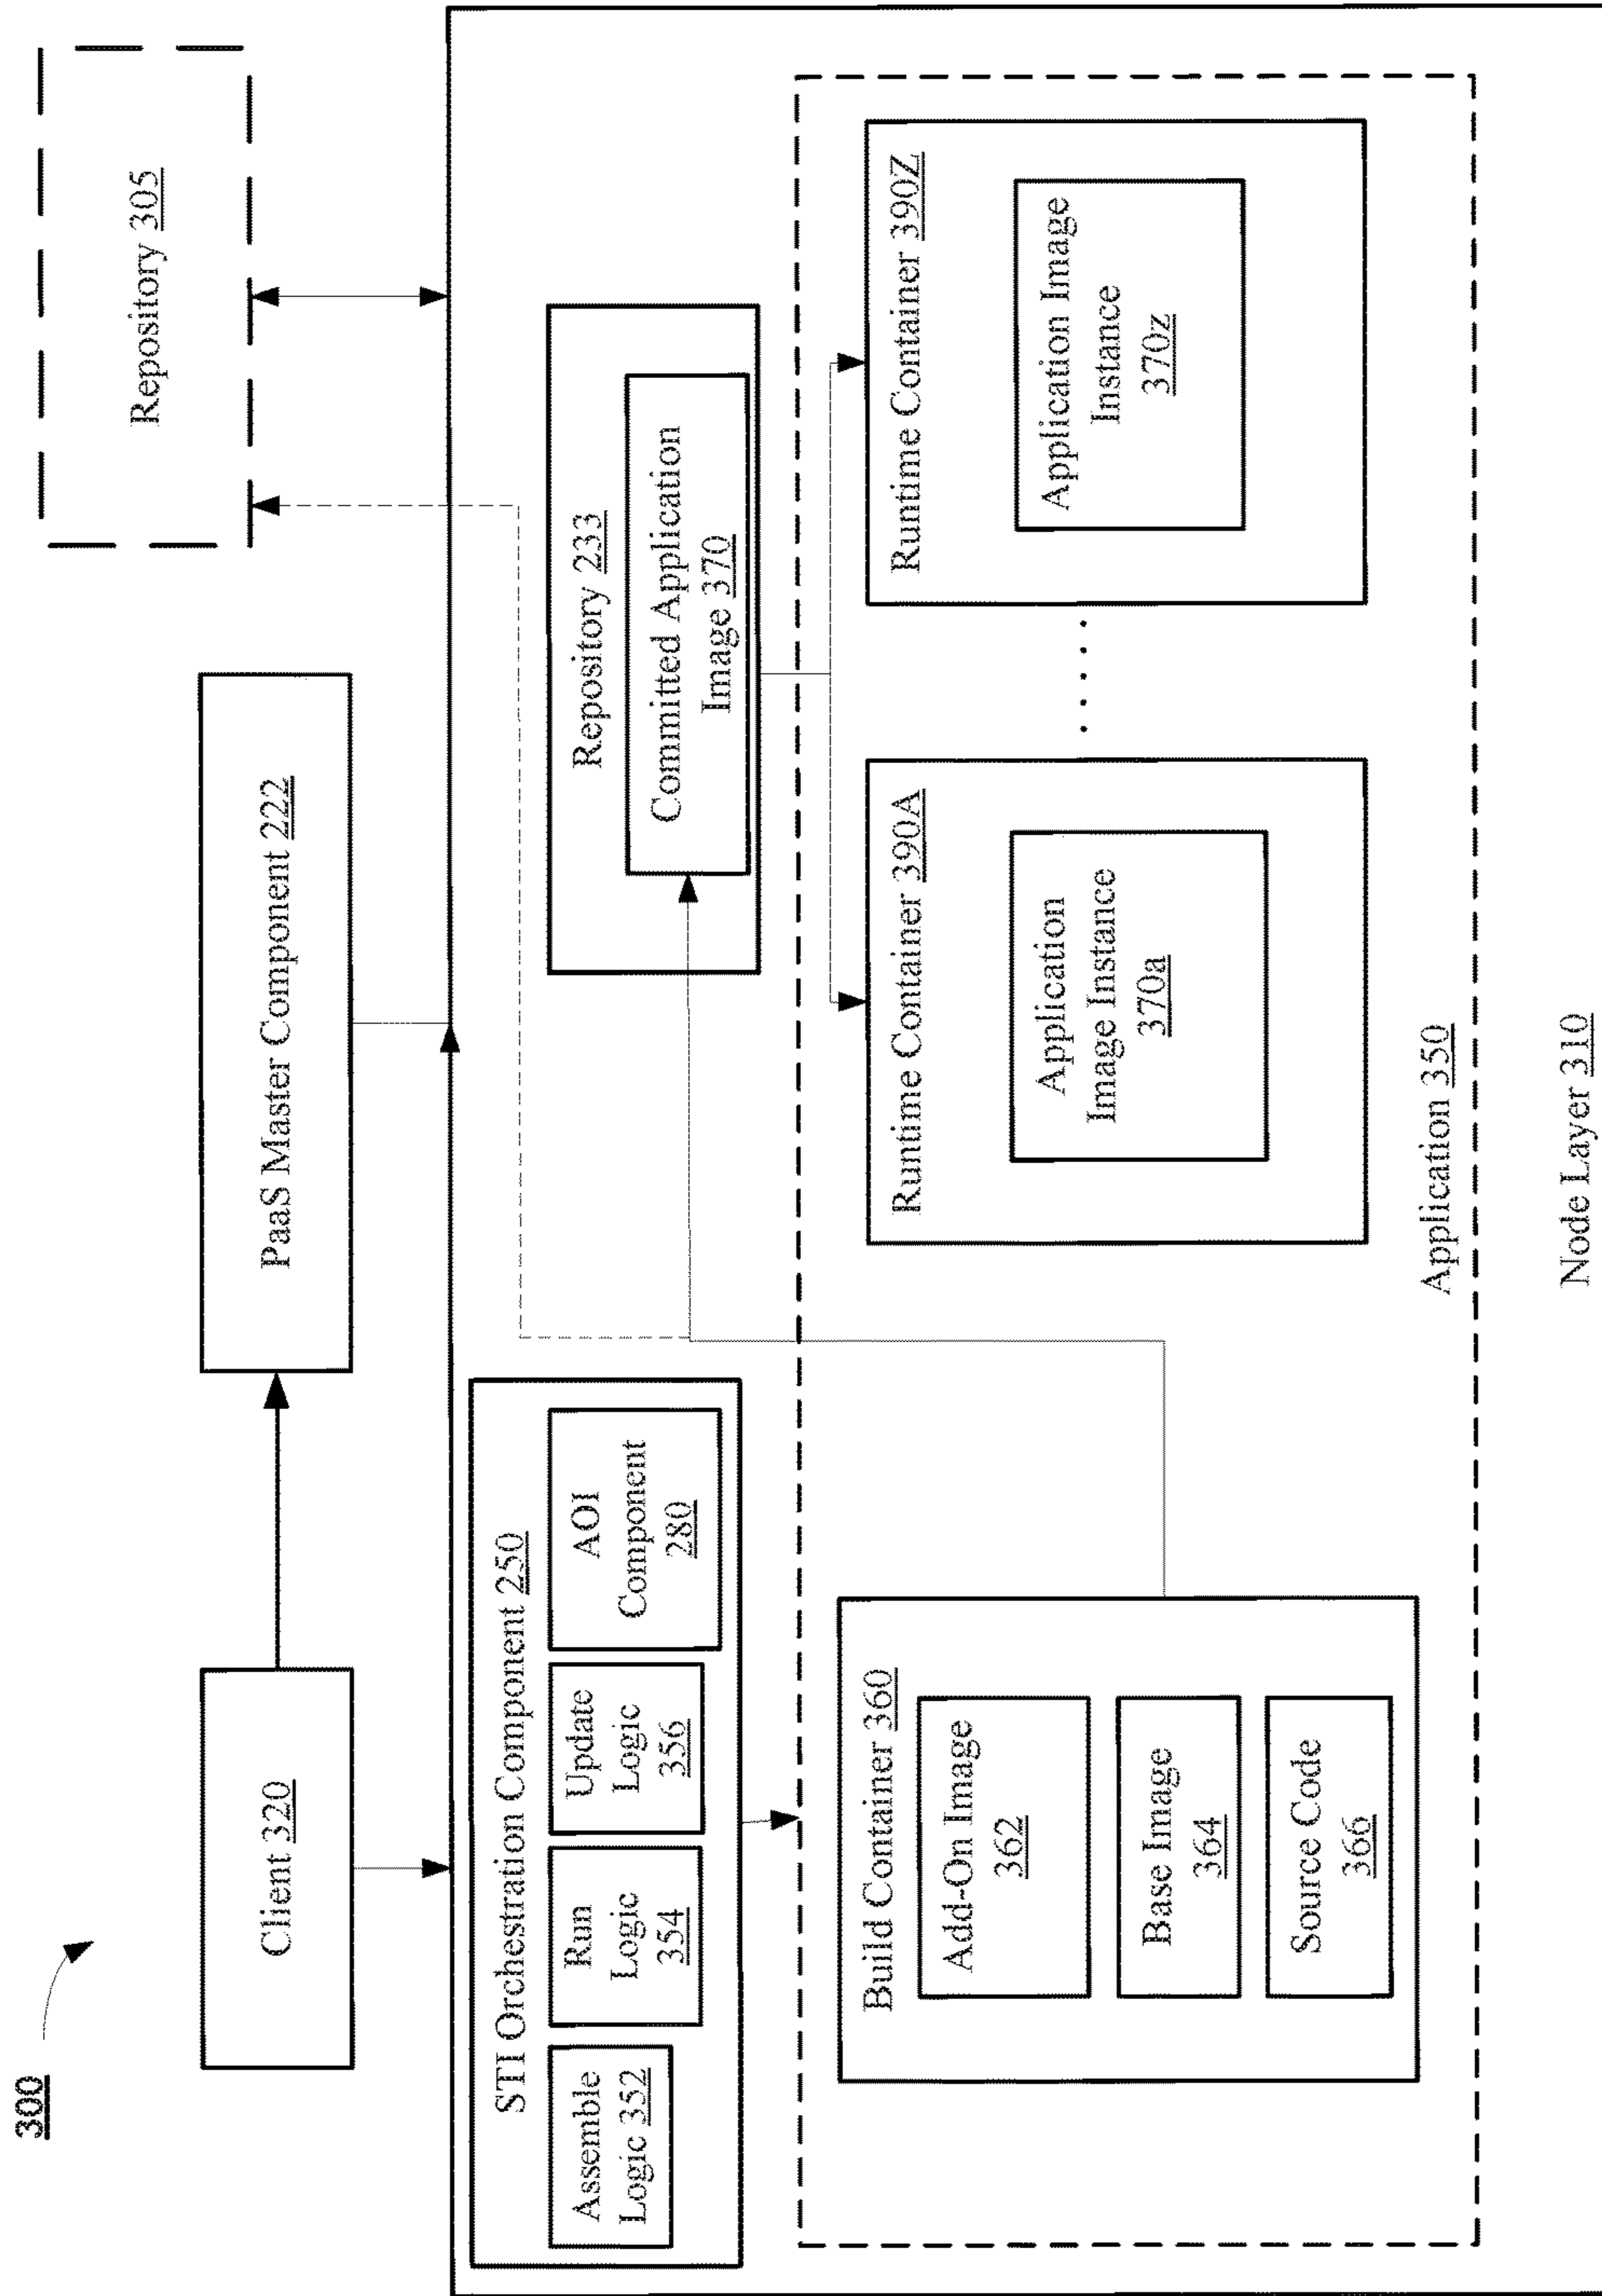 300
Client 320
PaaS Master Component 222
Repository 305
STI Orchestration Component 250
Assemble
Logic 352
Run
Logic
354
Update
Logic
356
AOI
Component
280
Repository 233
Committed Application
Image 370
Build Container 360
Add-On Image
362
Base Image
364
Source Code
366
Runtime Container 390A
Application
Image Instance
370a
Runtime Container 390Z
Application Image
Instance
370z
Application 350
Node Layer 310